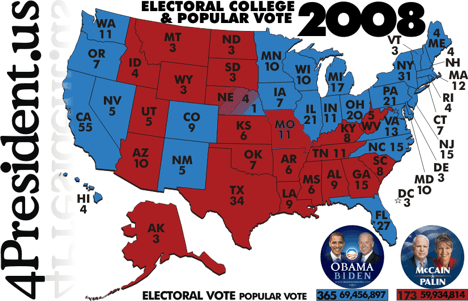 4President.us
ELECTORAL COLLEGE
& POPULAR VOTE
2008
WA
11
OR
7
CA
55
NV
5
ID
4
MT
3
WY
3
UT
5
AZ
10
CO
9
NM
5
ND
3
SD
3
NE 4
1
KS
6
OK
7
TX
34
MN
10
IA
7
MO
11
AR
6
LA
9
WI
10
IL
21
MI
17
IN
11
OH
20
KY
8
TN 11
MS
6
AL
9
GA
15
FL
27
SC
8
NC 15
VA
13
WV
5
PA
21
NY
31
VT
3
ME
4
NH
4
MA
12
RI
4
CT
7
NJ
15
DE
3
MD
10
DC
3
HI
4
AK
3
OBAMA
BIDEN
McCAIN
PALIN
ELECTORAL VOTE POPULAR VOTE
365 69,456,897
173 59,934,814